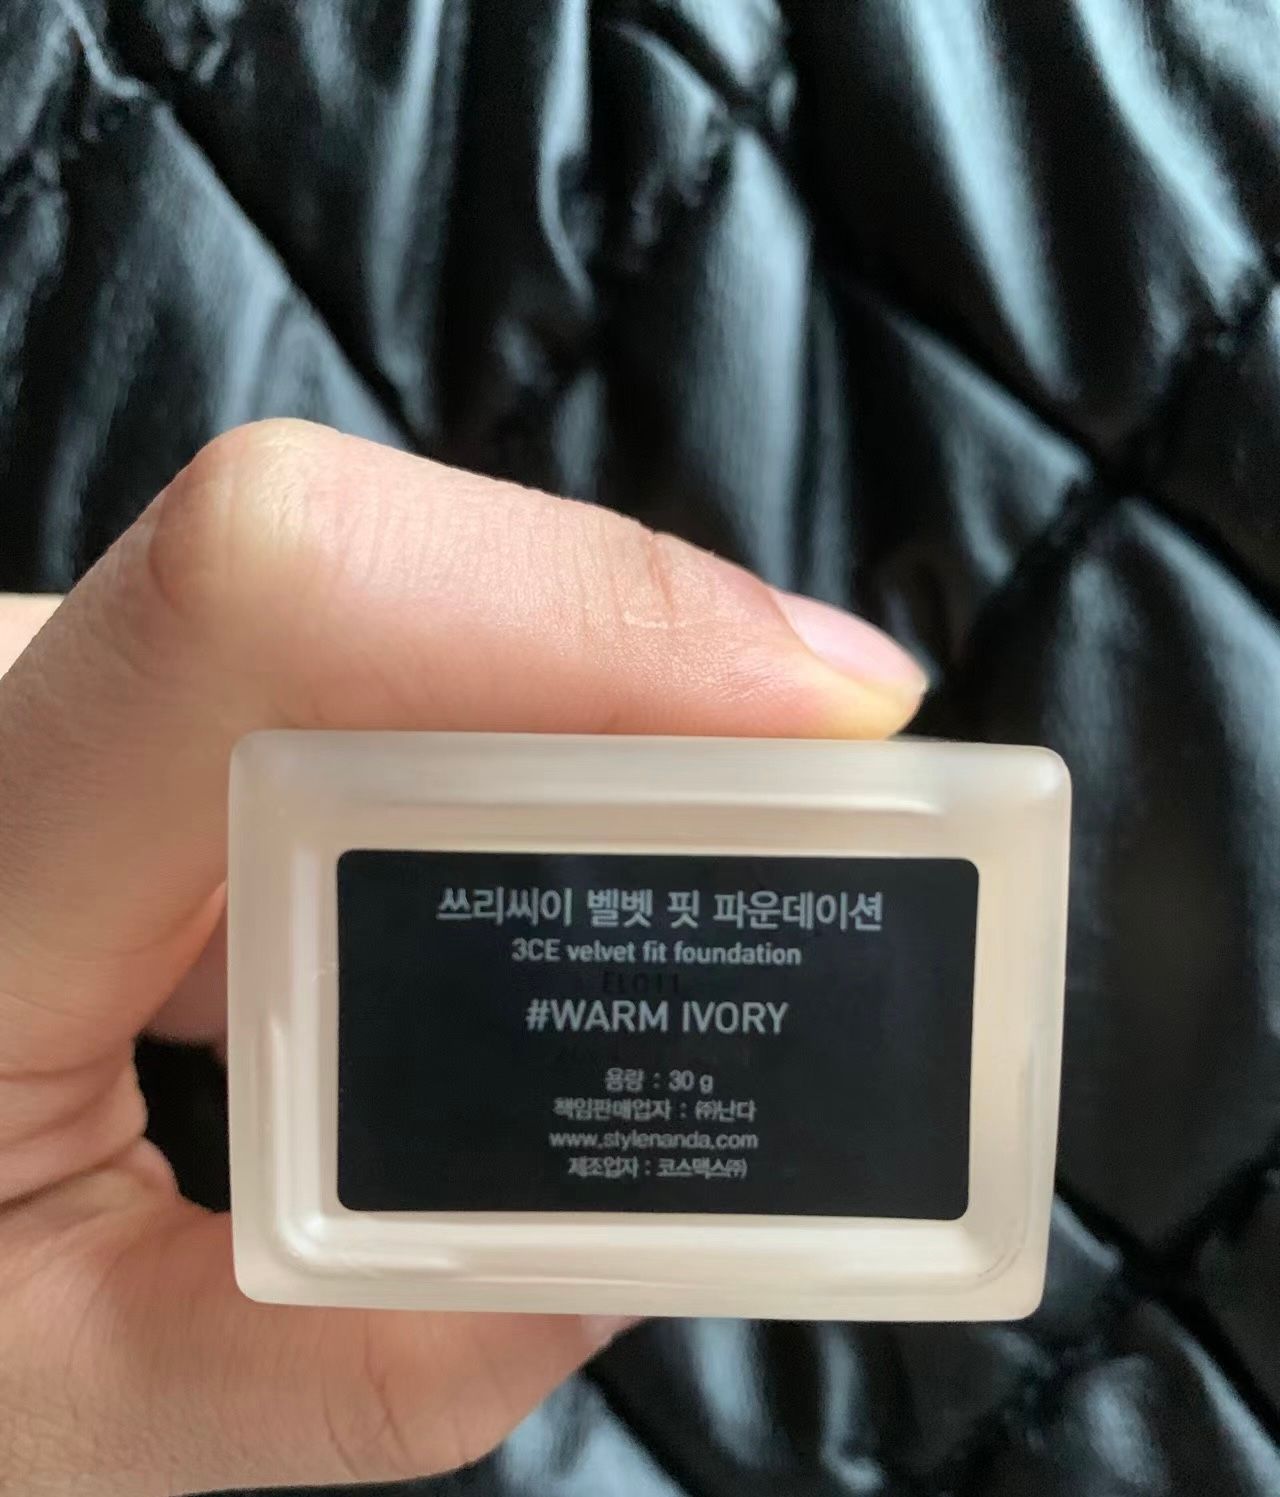 쓰리씨이 벨벳 핏 파운데이션
3CE velvet fit foundation
#WARM IVORY
용량 : 30 g
책임판매업자 : ㈜난다
www.stylenanda.com
제조업자 : 코스맥스㈜